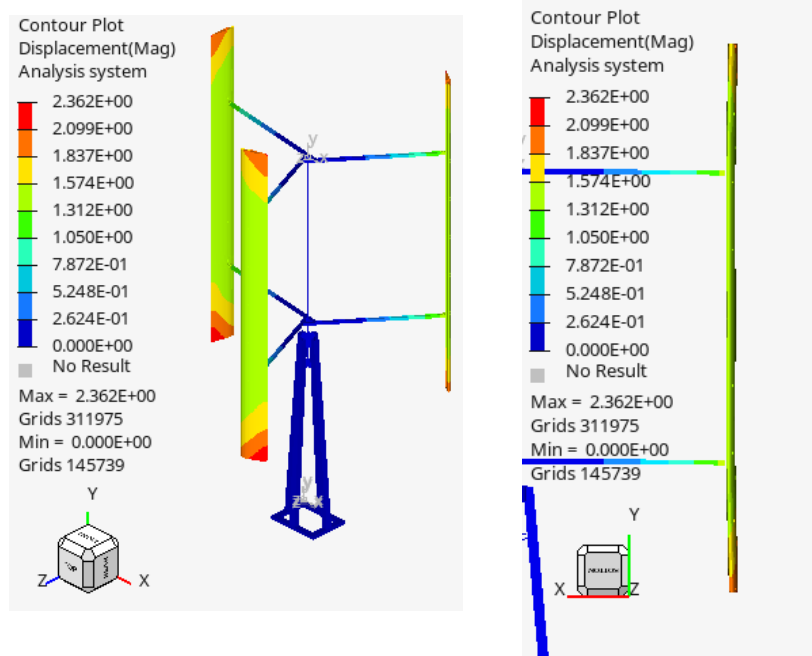 Contour Plot
Displacement(Mag)
Analysis system
2.362E+00
2.099E+00
1.837E+00
1.574E+00
1.312E+00
1.050E+00
7.872E-01
5.248E-01
2.624E-01
0.000E+00
No Result
Max = 2.362E+00
Grids 311975
Min = 0.000E+00
Grids 145739
y
x
y
z
x
Y
Z
X
TOP
Contour Plot
Displacement(Mag)
Analysis system
2.362E+00
2.099E+00
1.837E+00
1.574E+00
1.312E+00
1.050E+00
7.872E-01
5.248E-01
2.624E-01
0.000E+00
No Result
Max = 2.362E+00
Grids 311975
Min = 0.000E+00
Grids 145739
Y
X
Z